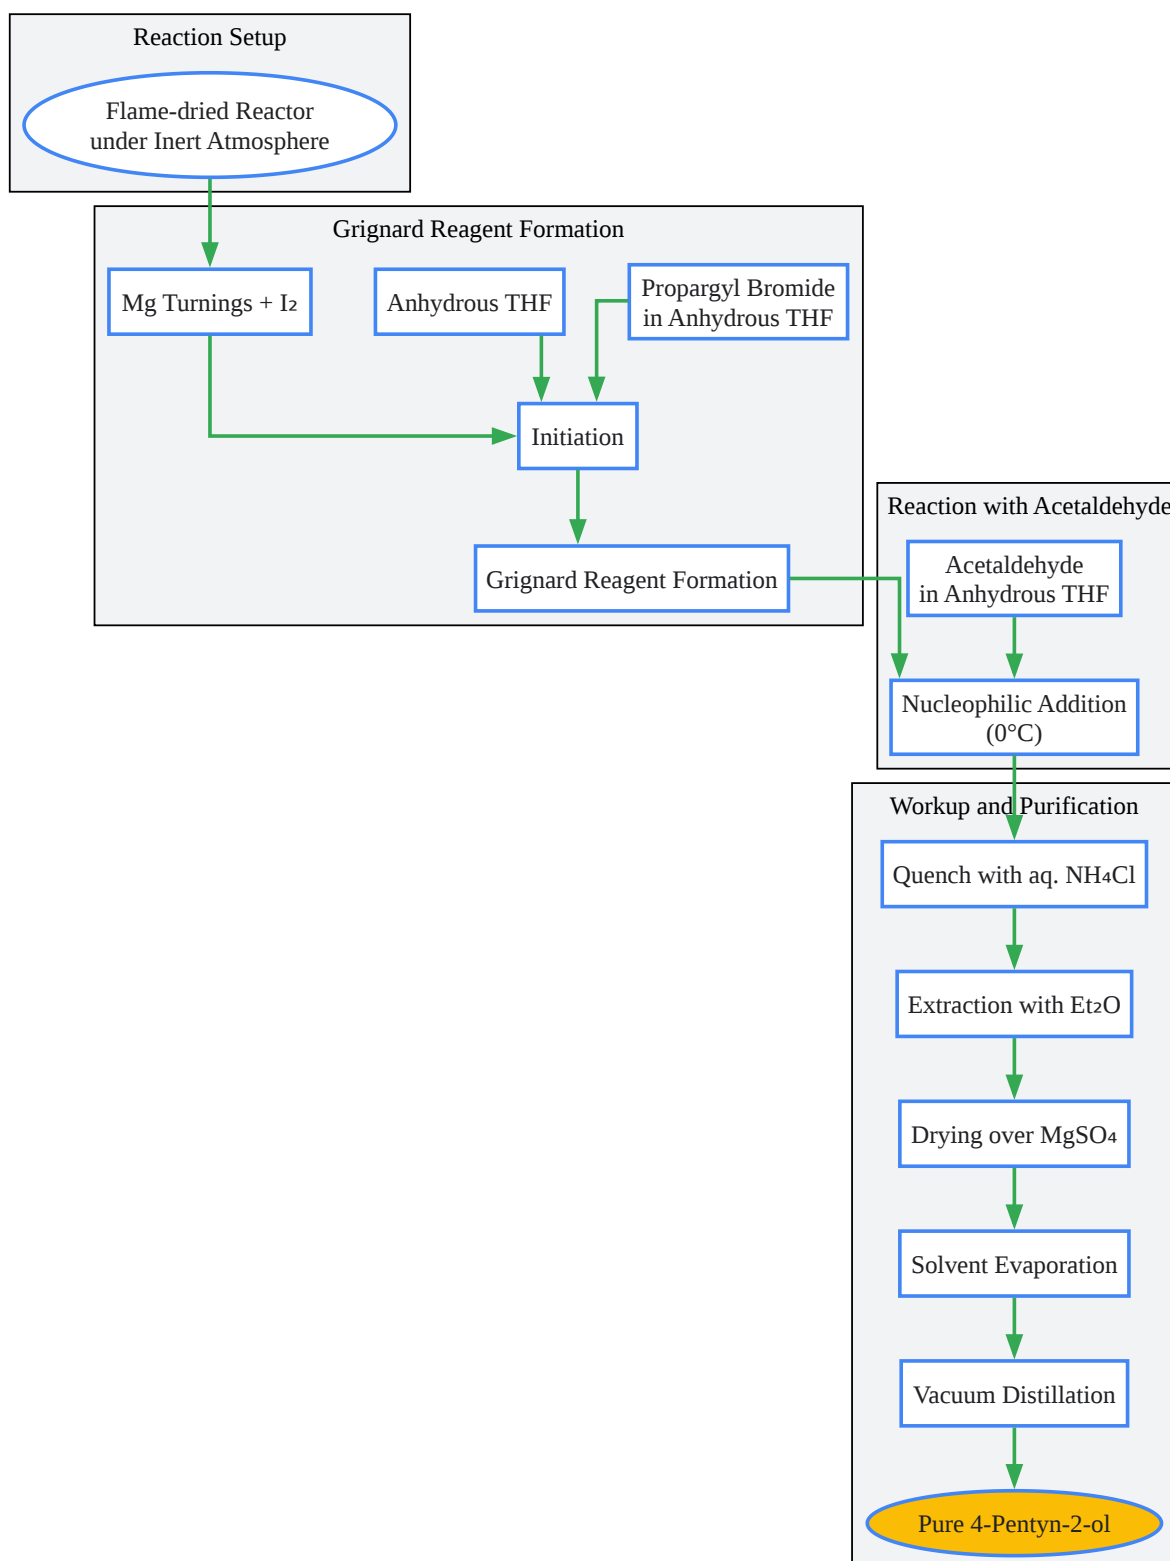 Reaction Setup
Flame-dried Reactor
under Inert Atmosphere
Grignard Reagent Formation
Mg Turnings + I₂
Anhydrous THF
Propargyl Bromide
in Anhydrous THF
Initiation
Grignard Reagent Formation
Reaction with Acetaldehyde
Acetaldehyde
in Anhydrous THF
Nucleophilic Addition
(0°C)
Workup and Purification
Quench with aq. NH₄Cl
Extraction with Et₂O
Drying over MgSO₄
Solvent Evaporation
Vacuum Distillation
Pure 4-Pentyn-2-ol